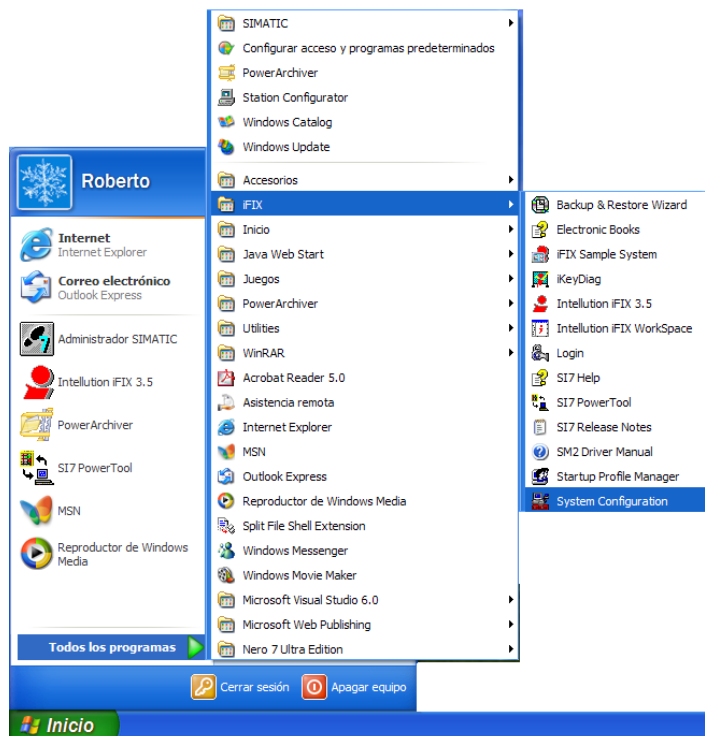 Roberto
Internet
Internet Explorer
Correo electrónico
Outlook Express
Administrador SIMATIC
Intellution iFIX 3.5
PowerArchiver
SI7 PowerTool
MSN
Reproductor de Windows
Media
Todos los programas
SIMATIC
Configurar acceso y programas predeterminados
PowerArchiver
Station Configurator
Windows Catalog
Windows Update
Accesorios
iFIX
Inicio
Java Web Start
Juegos
PowerArchiver
Utilities
WinRAR
Acrobat Reader 5.0
Asistencia remota
Internet Explorer
MSN
Outlook Express
Reproductor de Windows Media
Split File Shell Extension
Windows Messenger
Windows Movie Maker
Microsoft Visual Studio 6.0
Microsoft Web Publishing
Nero 7 Ultra Edition
Backup & Restore Wizard
Electronic Books
iFIX Sample System
iKeyDiag
Intellution iFIX 3.5
Intellution iFIX WorkSpace
Login
SI7 Help
SI7 PowerTool
SI7 Release Notes
SM2 Driver Manual
Startup Profile Manager
System Configuration
Cerrar sesión
Apagar equipo
Inicio